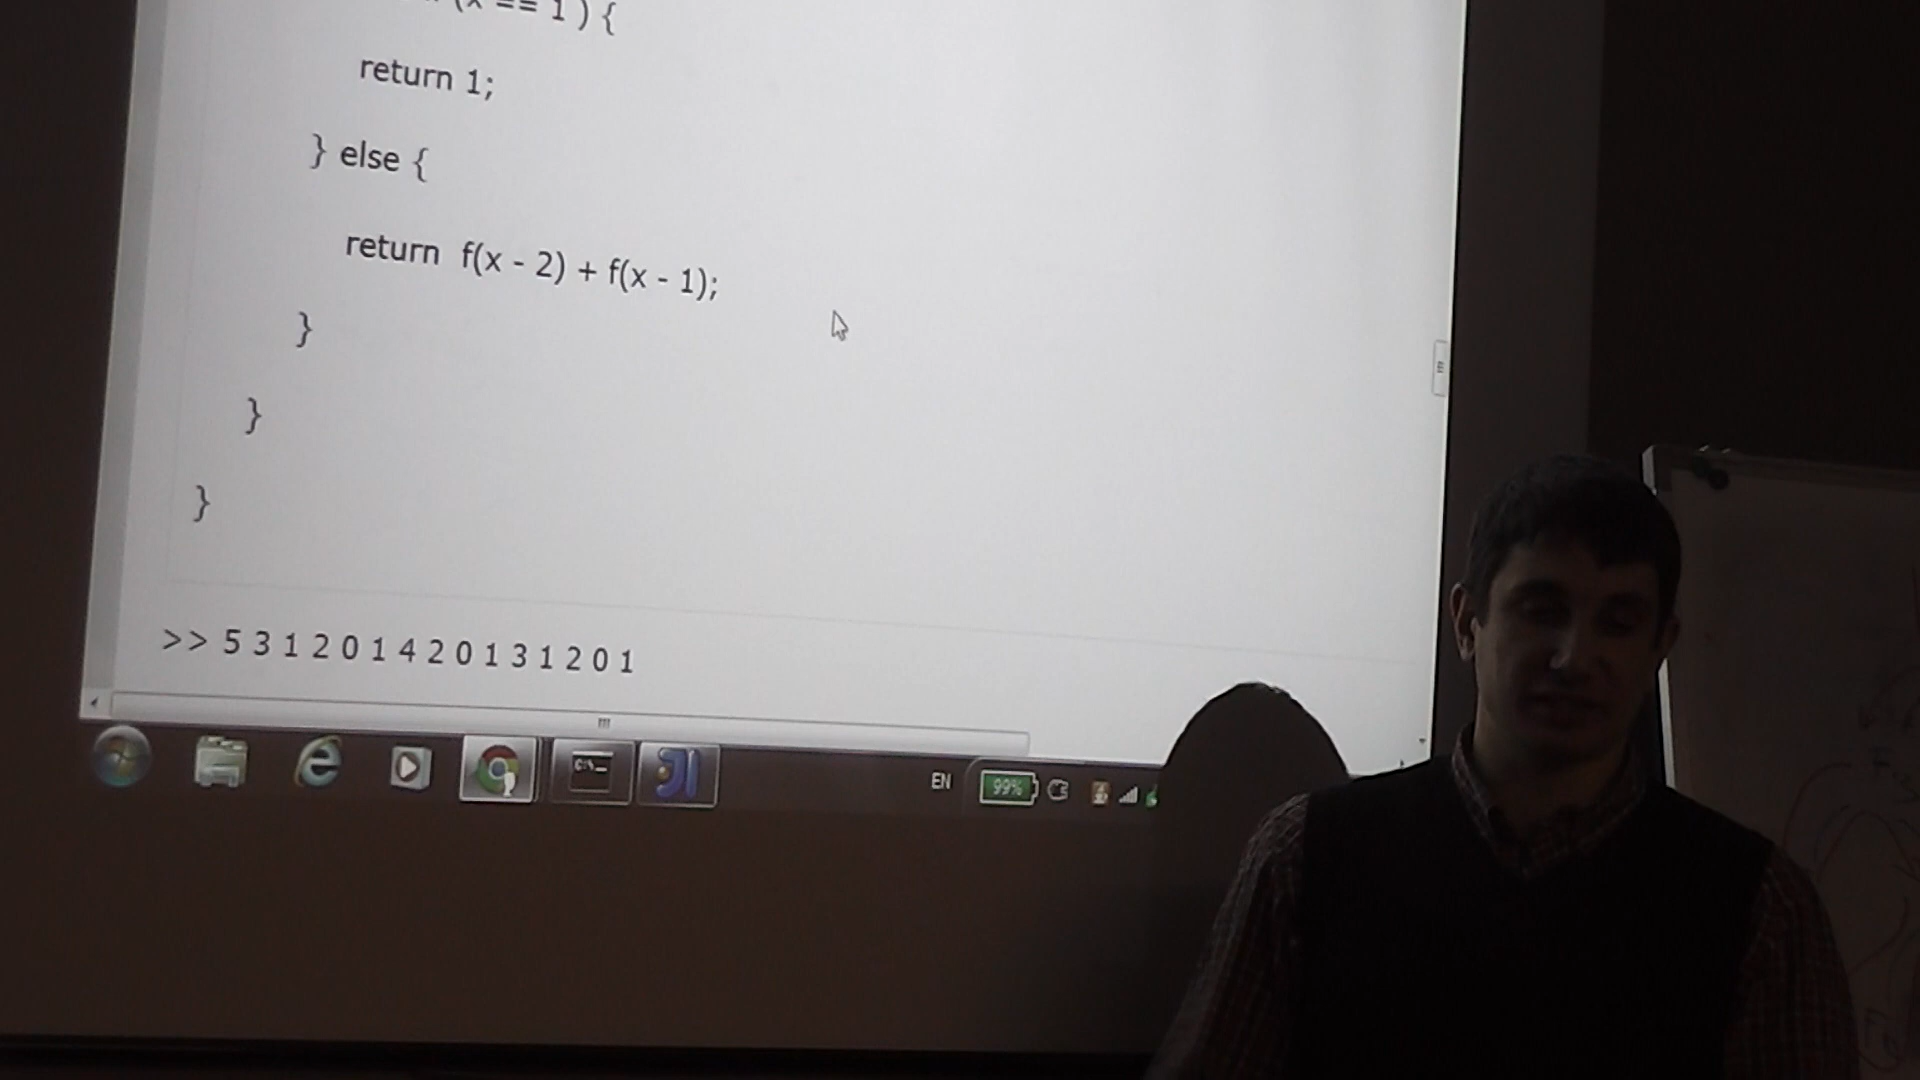 (x == 1 ) {
return 1;
} else {
return f(x - 2) + f(x - 1);
}
}
}
>> 5 3 1 2 0 1 4 2 0 1 3 1 2 0 1
C:\_
EN
99%